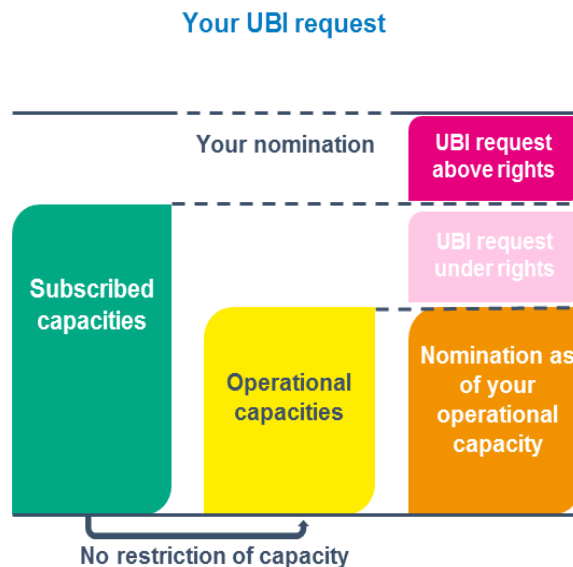 Your UBI request
Your nomination
UBI request
above rights
UBI request
under rights
Subscribed
capacities
Operational
capacities
Nomination as
of your
operational
capacity
No restriction of capacity